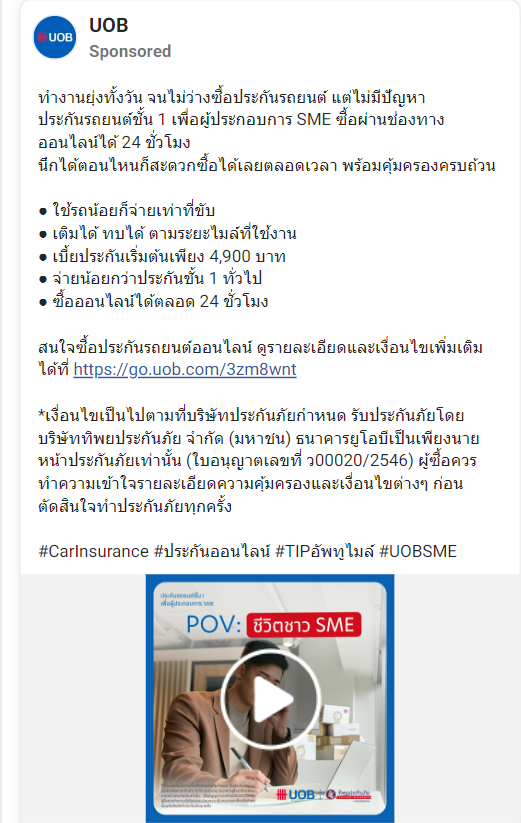 UOB
UOB
Sponsored
ทำงานยุ่งทั้งวัน จนไม่ว่างซื้อประกันรถยนต์ แต่ไม่มีปัญหา
ประกันรถยนต์ชั้น 1 เพื่อผู้ประกอบการ SME ซื้อผ่านช่องทาง
ออนไลน์ได้ 24 ชั่วโมง
นึกได้ตอนไหนก็สะดวกซื้อได้เลยตลอดเวลา พร้อมคุ้มครองครบถ้วน
● ใช้รถน้อยก็จ่ายเท่าที่ขับ
● เติมได้ ทบได้ ตามระยะไมล์ที่ใช้งาน
● เบี้ยประกันเริ่มต้นเพียง 4,900 บาท
● จ่ายน้อยกว่าประกันชั้น 1 ทั่วไป
● ซื้อออนไลน์ได้ตลอด 24 ชั่วโมง
สนใจซื้อประกันรถยนต์ออนไลน์ ดูรายละเอียดและเงื่อนไขเพิ่มเติม
ได้ที่ https://go.uob.com/3zm8wnt
*เงื่อนไขเป็นไปตามที่บริษัทประกันภัยกำหนด รับประกันภัยโดย
บริษัททิพยประกันภัย จำกัด (มหาชน) ธนาคารยูโอบีเป็นเพียงนาย
หน้าประกันภัยเท่านั้น (ใบอนุญาตเลขที่ ว00020/2546) ผู้ซื้อควร
ทำความเข้าใจรายละเอียดความคุ้มครองและเงื่อนไขต่างๆ ก่อน
ตัดสินใจทำประกันภัยทุกครั้ง
#CarInsurance #ประกันออนไลน์ #TIPอัพทูไมล์ #UOBSME
ประกันรถยนต์ชั้น 1
เพื่อผู้ประกอบการ SME
POV: ชีวิตชาว SME
UOB ทิพยประกันภัย